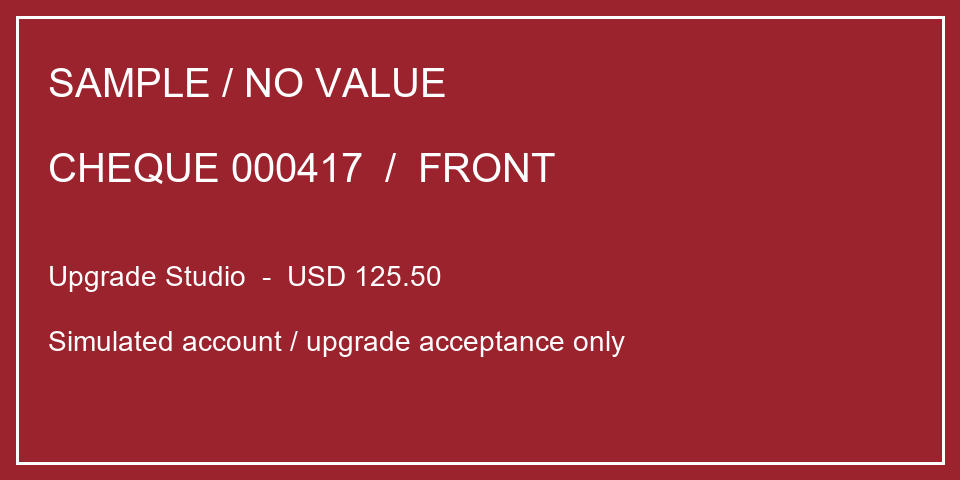 SAMPLE / NO VALUE
CHEQUE 000417 / FRONT
Upgrade Studio - USD 125.50
Simulated account / upgrade acceptance only